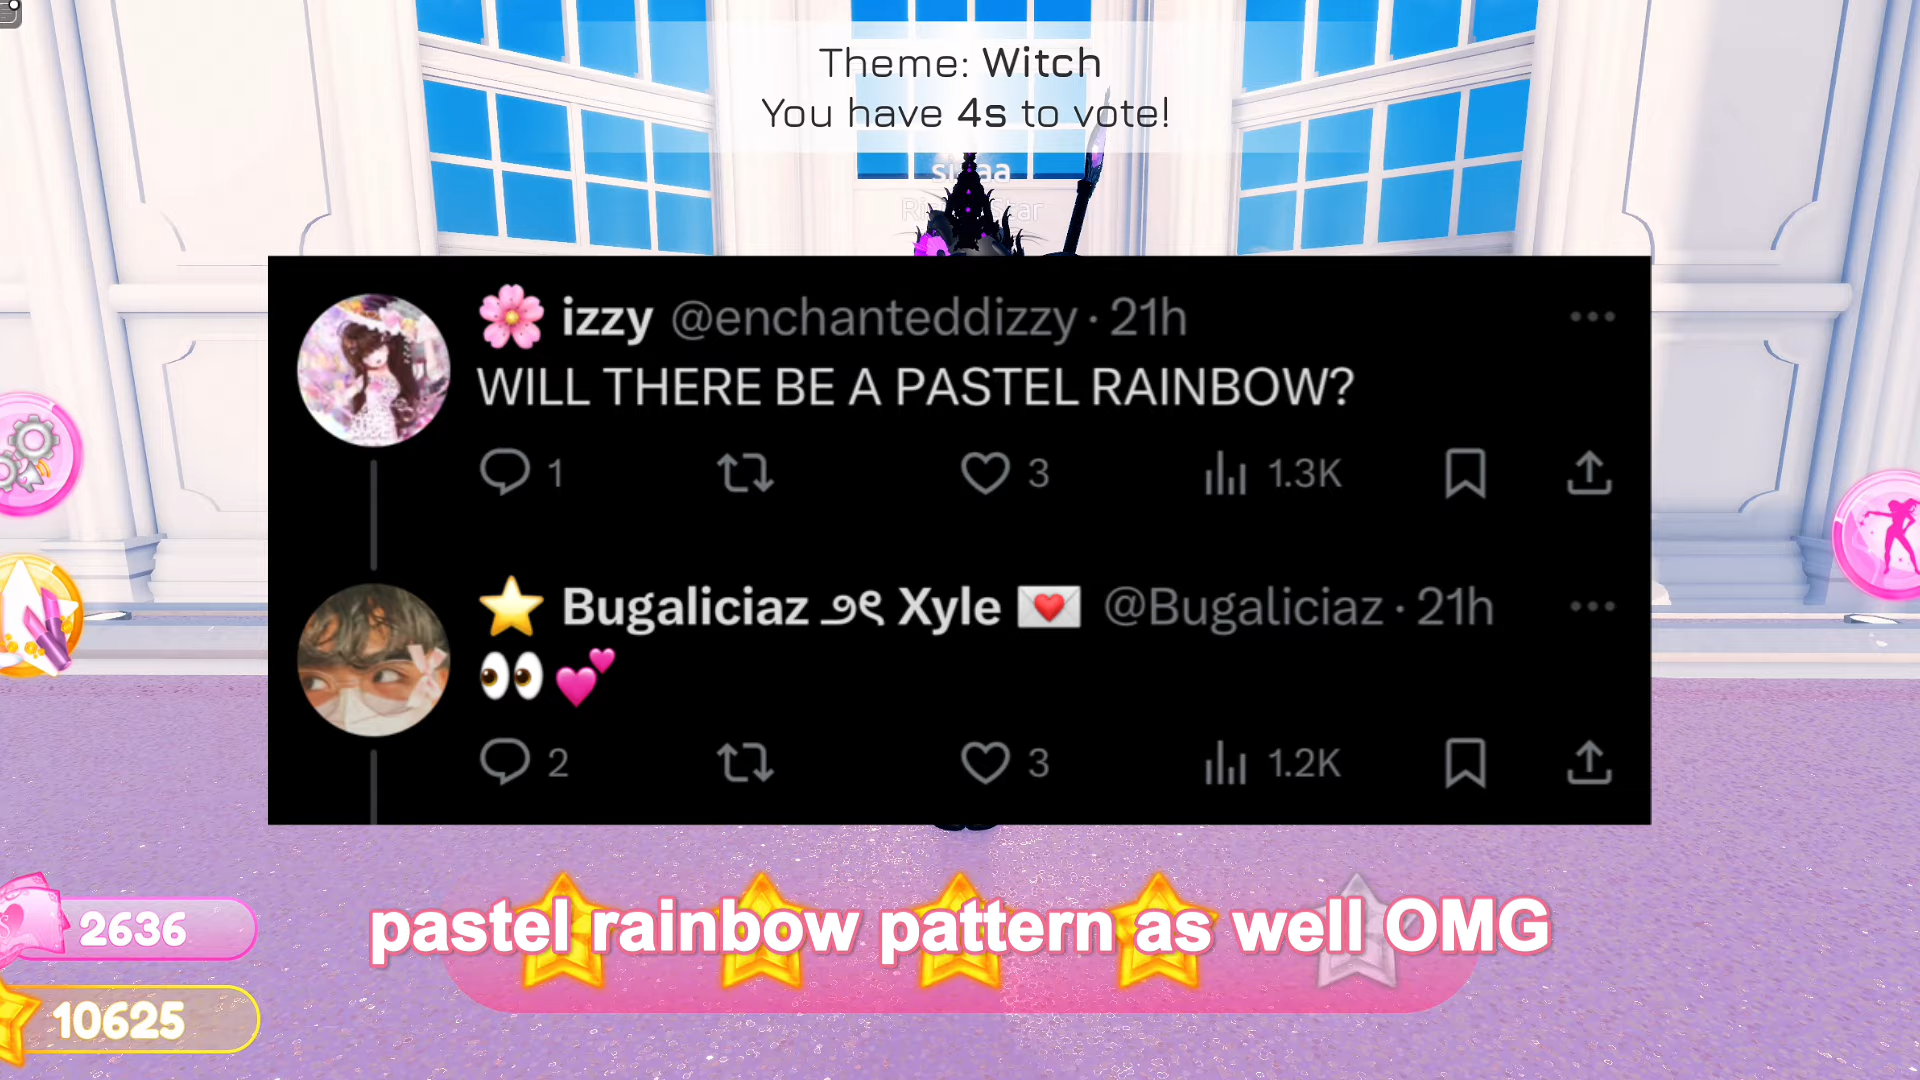 Theme: Witch
You have 4s to vote!
izzy @enchanteddizzy · 21h
WILL THERE BE A PASTEL RAINBOW?
1 3 1.3K
Bugaliciaz ౨ৎ Xyle 💌 @Bugaliciaz · 21h
👀💕
2 3 1.2K
pastel rainbow pattern as well OMG
2636
10625